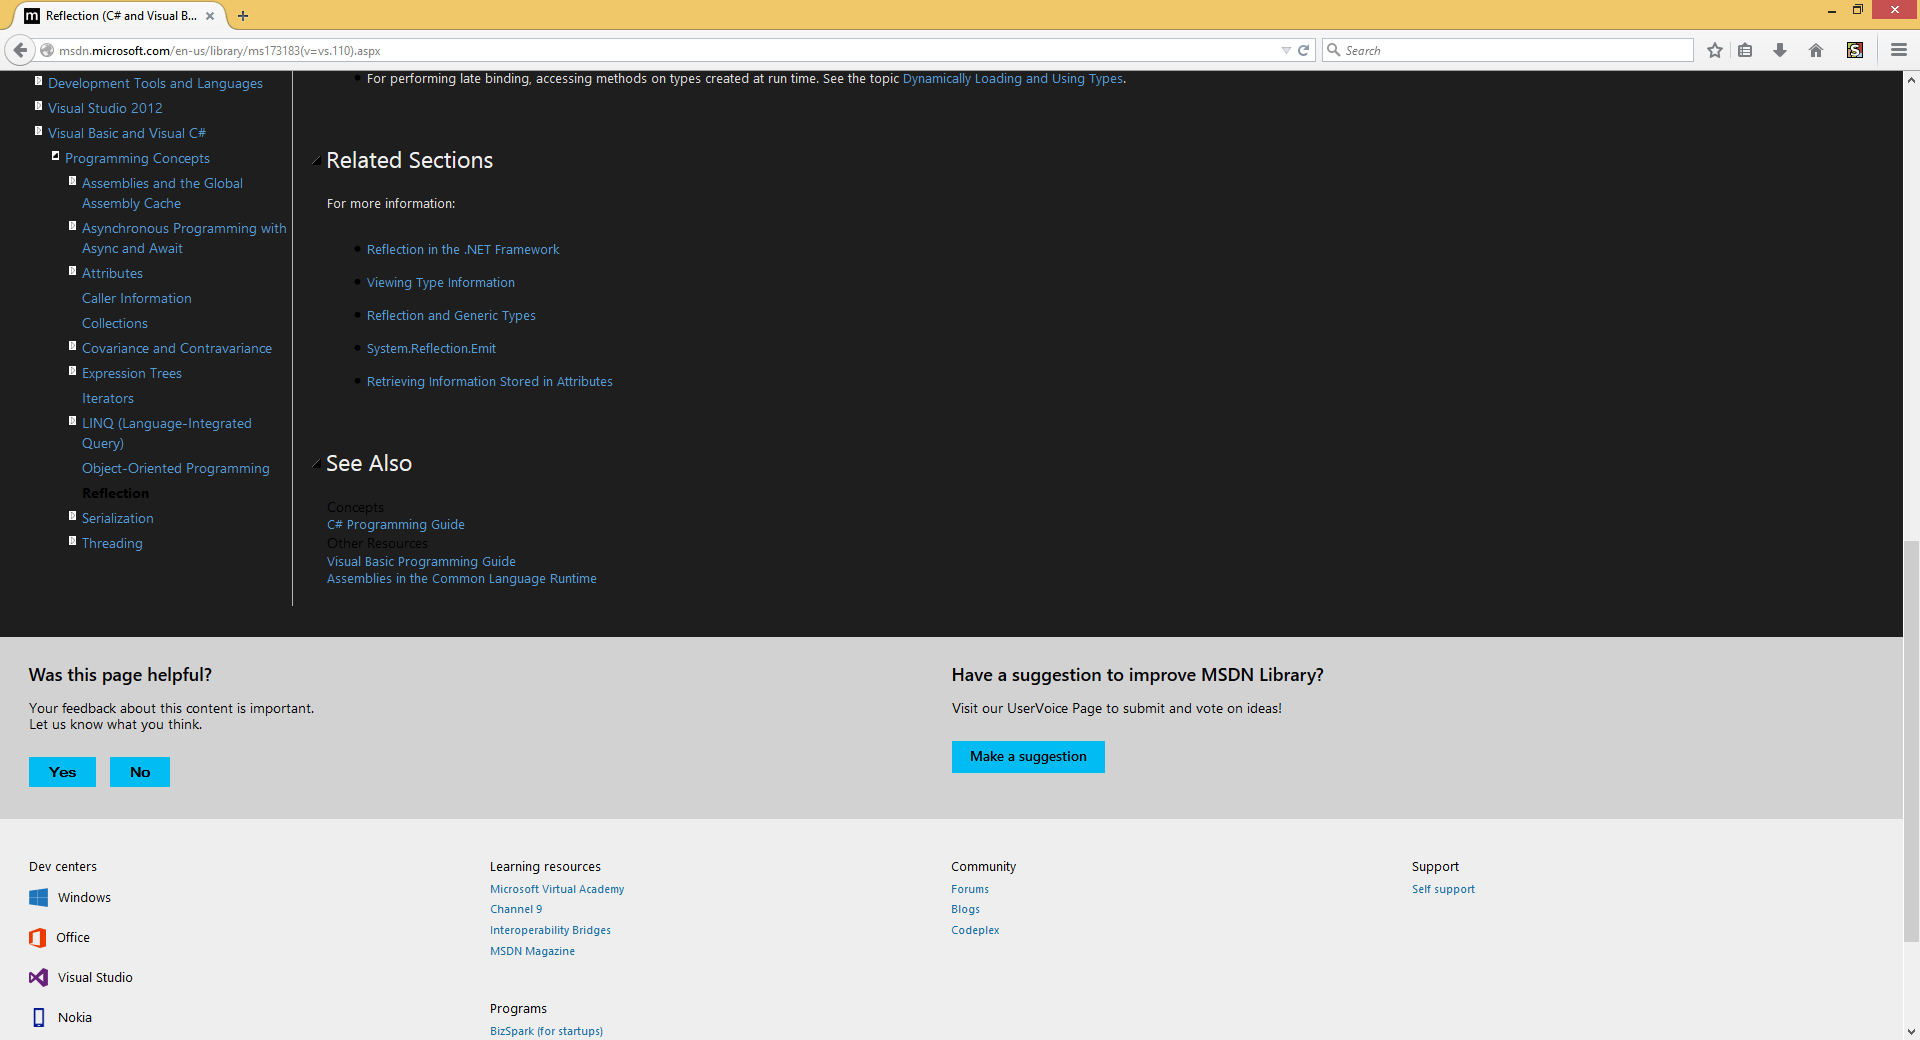 Reflection (C# and Visual B...
msdn.microsoft.com/en-us/library/ms173183(v=vs.110).aspx
Search
Development Tools and Languages
Visual Studio 2012
Visual Basic and Visual C#
Programming Concepts
Assemblies and the Global
Assembly Cache
Asynchronous Programming with
Async and Await
Attributes
Caller Information
Collections
Covariance and Contravariance
Expression Trees
Iterators
LINQ (Language-Integrated
Query)
Object-Oriented Programming
Reflection
Serialization
Threading
For performing late binding, accessing methods on types created at run time. See the topic Dynamically Loading and Using Types.
Related Sections
For more information:
Reflection in the .NET Framework
Viewing Type Information
Reflection and Generic Types
System.Reflection.Emit
Retrieving Information Stored in Attributes
See Also
Concepts
C# Programming Guide
Other Resources
Visual Basic Programming Guide
Assemblies in the Common Language Runtime
Was this page helpful?
Your feedback about this content is important.
Let us know what you think.
Yes
No
Have a suggestion to improve MSDN Library?
Visit our UserVoice Page to submit and vote on ideas!
Make a suggestion
Dev centers
Windows
Office
Visual Studio
Nokia
Learning resources
Microsoft Virtual Academy
Channel 9
Interoperability Bridges
MSDN Magazine
Programs
BizSpark (for startups)
Community
Forums
Blogs
Codeplex
Support
Self support